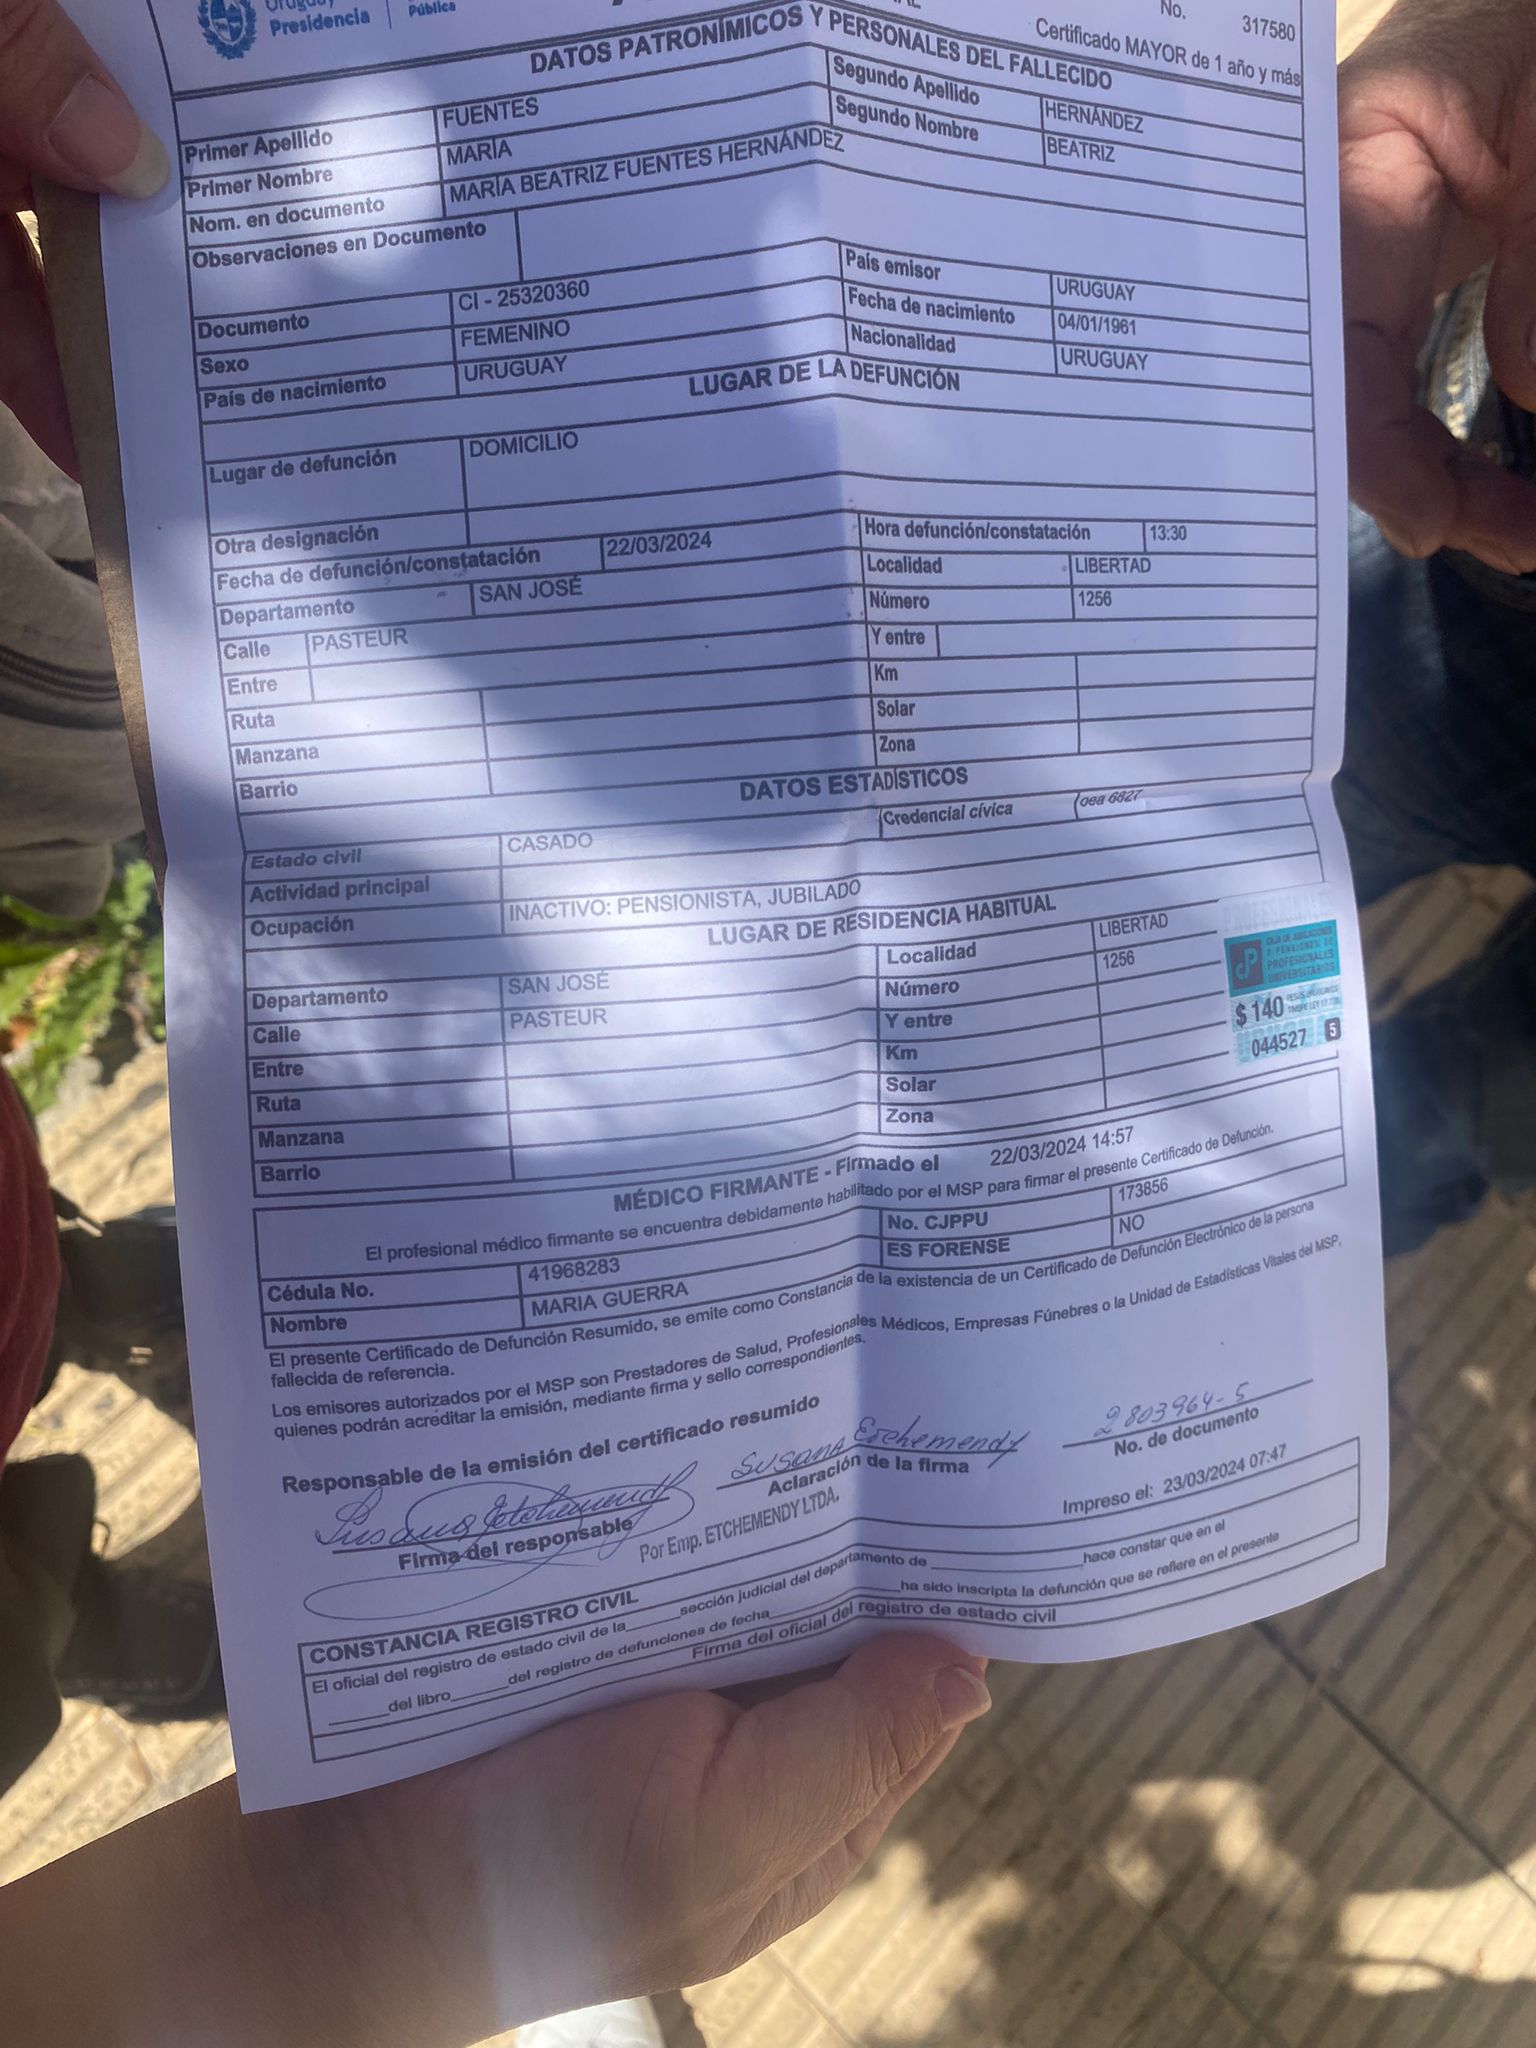 Uruguay
Presidencia
Pública
No. 317580
Certificado MAYOR de 1 año y más
DATOS PATRONÍMICOS Y PERSONALES DEL FALLECIDO
Primer Apellido FUENTES Segundo Apellido HERNÁNDEZ
Primer Nombre MARÍA Segundo Nombre BEATRIZ
Nom. en documento MARÍA BEATRIZ FUENTES HERNÁNDEZ
Observaciones en Documento
Documento CI - 25320360 País emisor URUGUAY
Sexo FEMENINO Fecha de nacimiento 04/01/1961
País de nacimiento URUGUAY Nacionalidad URUGUAY
LUGAR DE LA DEFUNCIÓN
Lugar de defunción DOMICILIO
Otra designación
Fecha de defunción/constatación 22/03/2024 Hora defunción/constatación 13:30
Departamento SAN JOSÉ Localidad LIBERTAD
Calle PASTEUR Número 1256
Entre Y entre
Ruta Km
Manzana Solar
Barrio Zona
DATOS ESTADÍSTICOS
Estado civil CASADO Credencial cívica oea 6827
Actividad principal
Ocupación INACTIVO: PENSIONISTA, JUBILADO
LUGAR DE RESIDENCIA HABITUAL
Departamento SAN JOSÉ Localidad LIBERTAD
Calle PASTEUR Número 1256
Entre Y entre
Ruta Km
Manzana Solar
Barrio Zona
CAJA DE JUBILACIONES
Y PENSIONES DE
PROFESIONALES
UNIVERSITARIOS
$ 140
044527 5
MÉDICO FIRMANTE - Firmado el 22/03/2024 14:57
El profesional médico firmante se encuentra debidamente habilitado por el MSP para firmar el presente Certificado de Defunción.
Cédula No. 41968283 No. CJPPU 173856
Nombre MARIA GUERRA ES FORENSE NO
El presente Certificado de Defunción Resumido, se emite como Constancia de la existencia de un Certificado de Defunción Electrónico de la persona
fallecida de referencia.
Los emisores autorizados por el MSP son Prestadores de Salud, Profesionales Médicos, Empresas Fúnebres o la Unidad de Estadísticas Vitales del MSP,
quienes podrán acreditar la emisión, mediante firma y sello correspondientes.
Responsable de la emisión del certificado resumido
Susana Etchemendy Susana Etchemendy 2803964-5
Firma del responsable Aclaración de la firma No. de documento
Por Emp. ETCHEMENDY LTDA.
Impreso el: 23/03/2024 07:47
CONSTANCIA REGISTRO CIVIL
El oficial del registro de estado civil de la______sección judicial del departamento de ____________________hace constar que en el
______del libro______del registro de defunciones de fecha____________________ha sido inscripta la defunción que se refiere en el presente
Firma del oficial del registro de estado civil